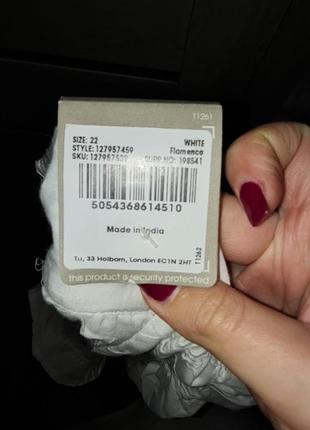 T1261
SIZE: 22 WHITE
STYLE: 127957459 Flamenco
SUPP NO: 198541
5054368614510
Made in India
Tu, 33 Holborn, London EC1N 2HT
T1262
this product is security protected